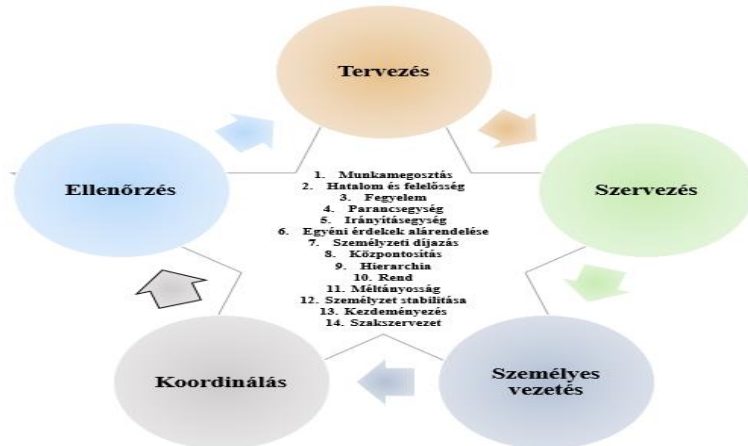 Tervezés
Ellenőrzés
Szervezés
1. Munkamegosztás
2. Hatalom és felelősség
3. Fegyelem
4. Parancsegység
5. Irányításegység
6. Egyéni érdekek alárendelése
7. Személyzeti díjazás
8. Központosítás
9. Hierarchia
10. Rend
11. Méltányosság
12. Személyzet stabilitása
13. Kezdeményezés
14. Szakszervezet
Koordinálás
Személyes
vezetés